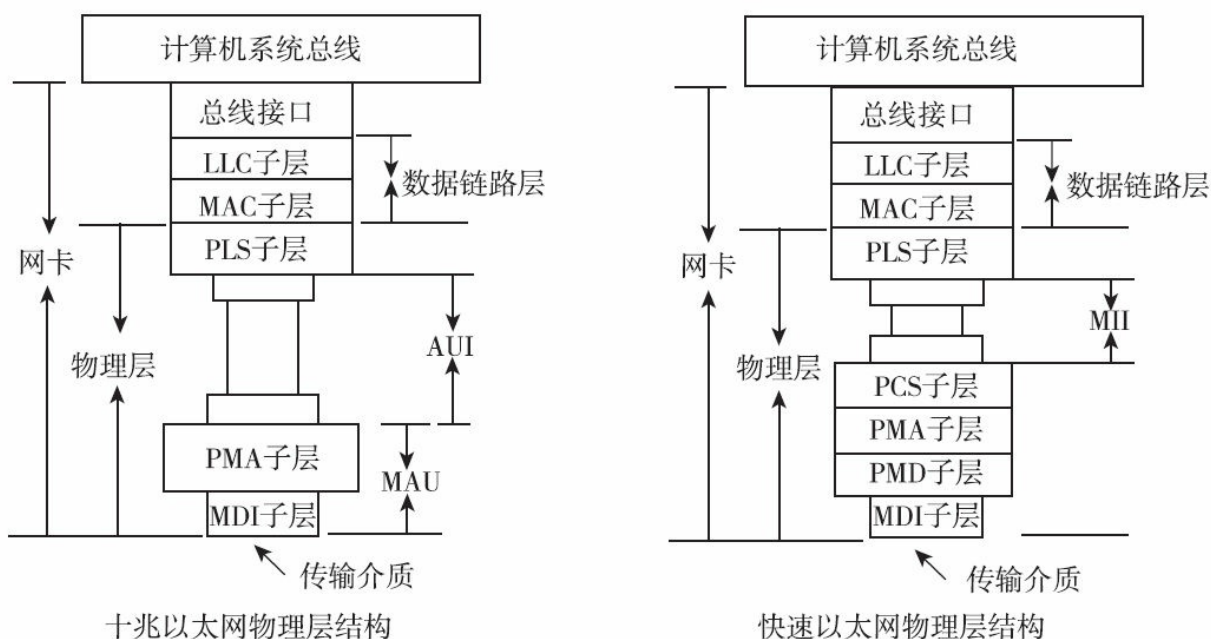 计算机系统总线
总线接口
LLC子层
MAC子层
数据链路层
PLS子层
网卡
物理层
AUI
PMA子层
MAU
MDI子层
传输介质
十兆以太网物理层结构
计算机系统总线
总线接口
LLC子层
MAC子层
数据链路层
PLS子层
网卡
MII
物理层
PCS子层
PMA子层
PMD子层
MDI子层
传输介质
快速以太网物理层结构